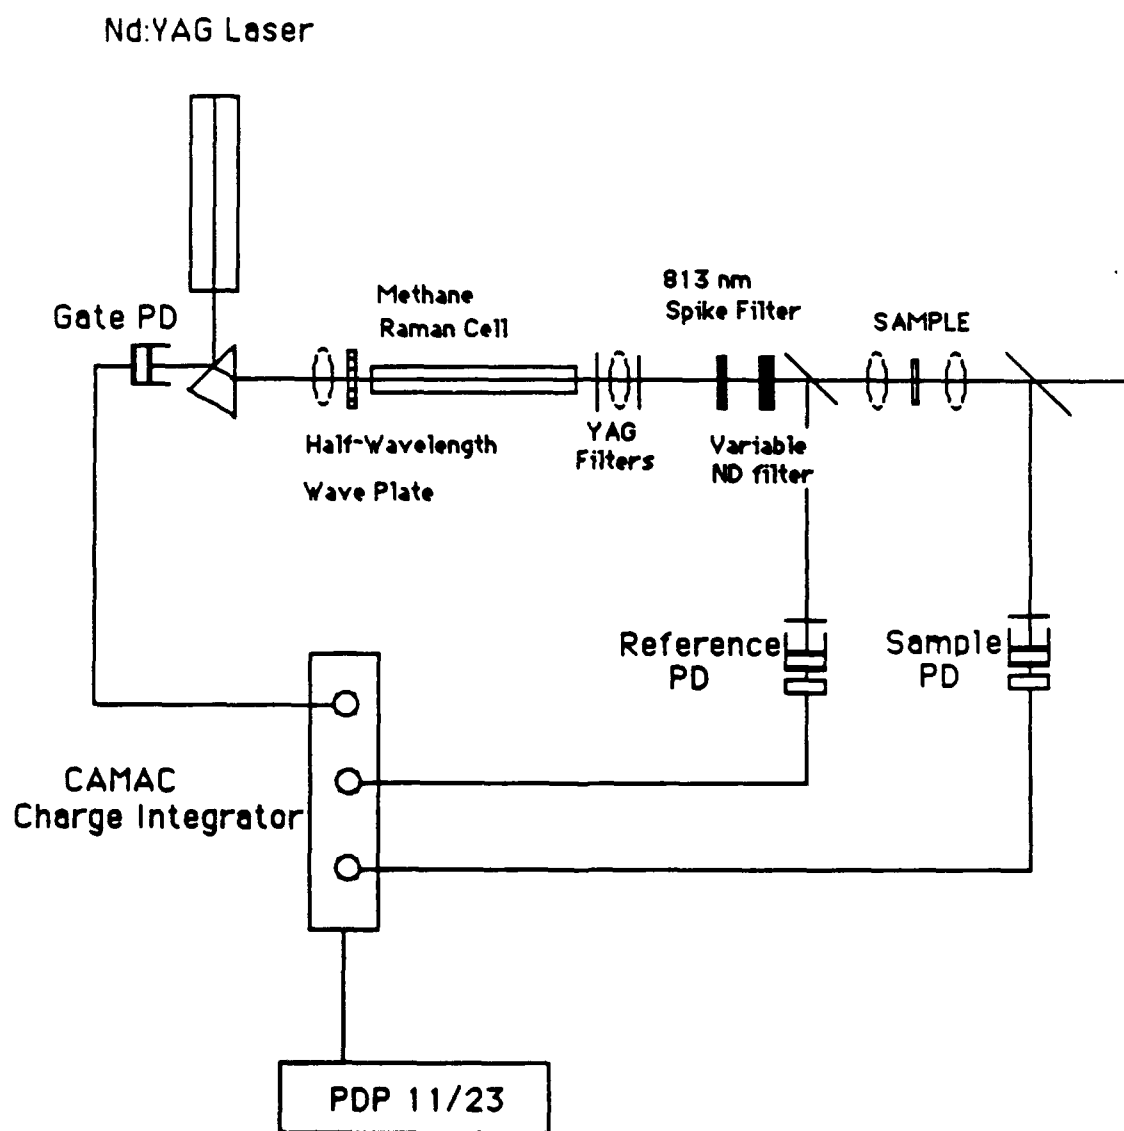 Nd:YAG Laser
Gate PD
Methane
Raman Cell
813 nm
Spike Filter
SAMPLE
Half-Wavelength
Wave Plate
YAG
Filters
Variable
ND filter
Reference
PD
Sample
PD
CAMAC
Charge Integrator
PDP 11/23